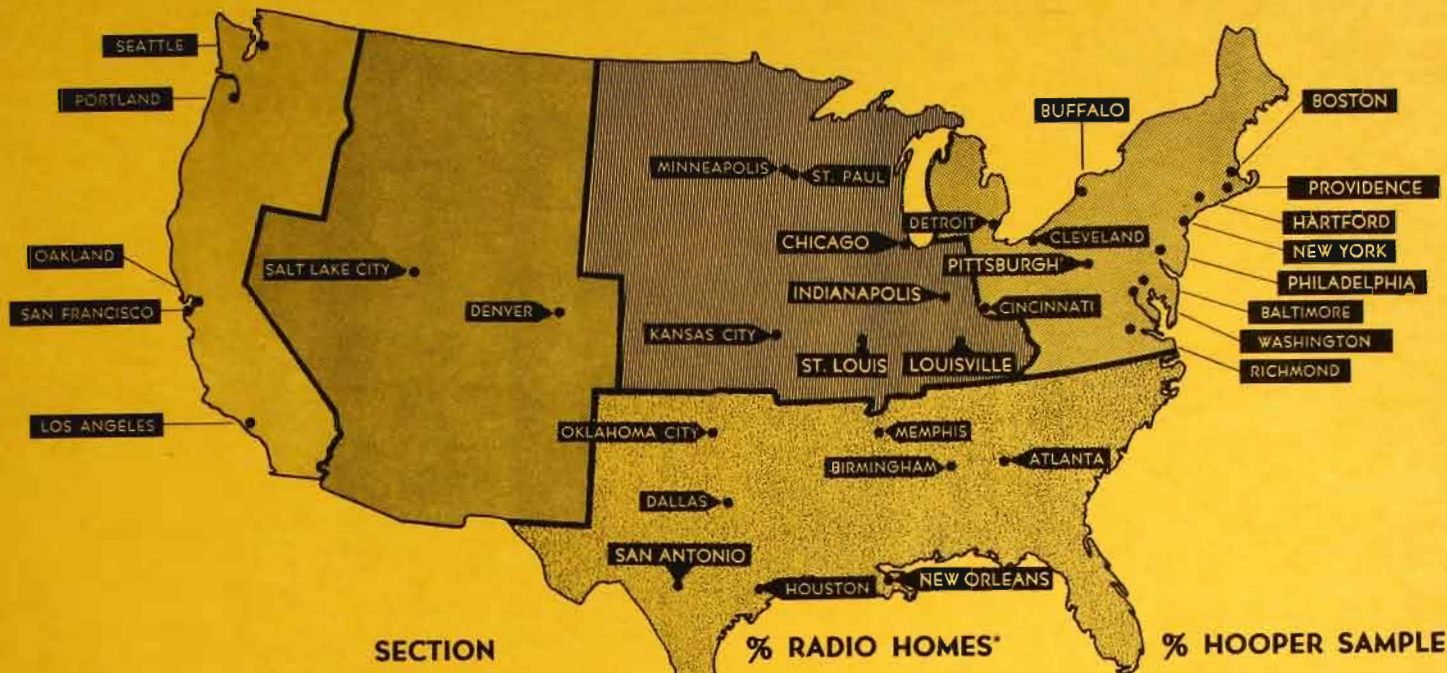 SEATTLE
PORTLAND
OAKLAND
SAN FRANCISCO
LOS ANGELES
SALT LAKE CITY
DENVER
MINNEAPOLIS
ST. PAUL
CHICAGO
INDIANAPOLIS
KANSAS CITY
ST. LOUIS
LOUISVILLE
DETROIT
CLEVELAND
PITTSBURGH
CINCINNATI
BUFFALO
BOSTON
PROVIDENCE
HARTFORD
NEW YORK
PHILADELPHIA
BALTIMORE
WASHINGTON
RICHMOND
OKLAHOMA CITY
MEMPHIS
BIRMINGHAM
ATLANTA
DALLAS
SAN ANTONIO
HOUSTON
NEW ORLEANS
SECTION % RADIO HOMES* % HOOPER SAMPLE